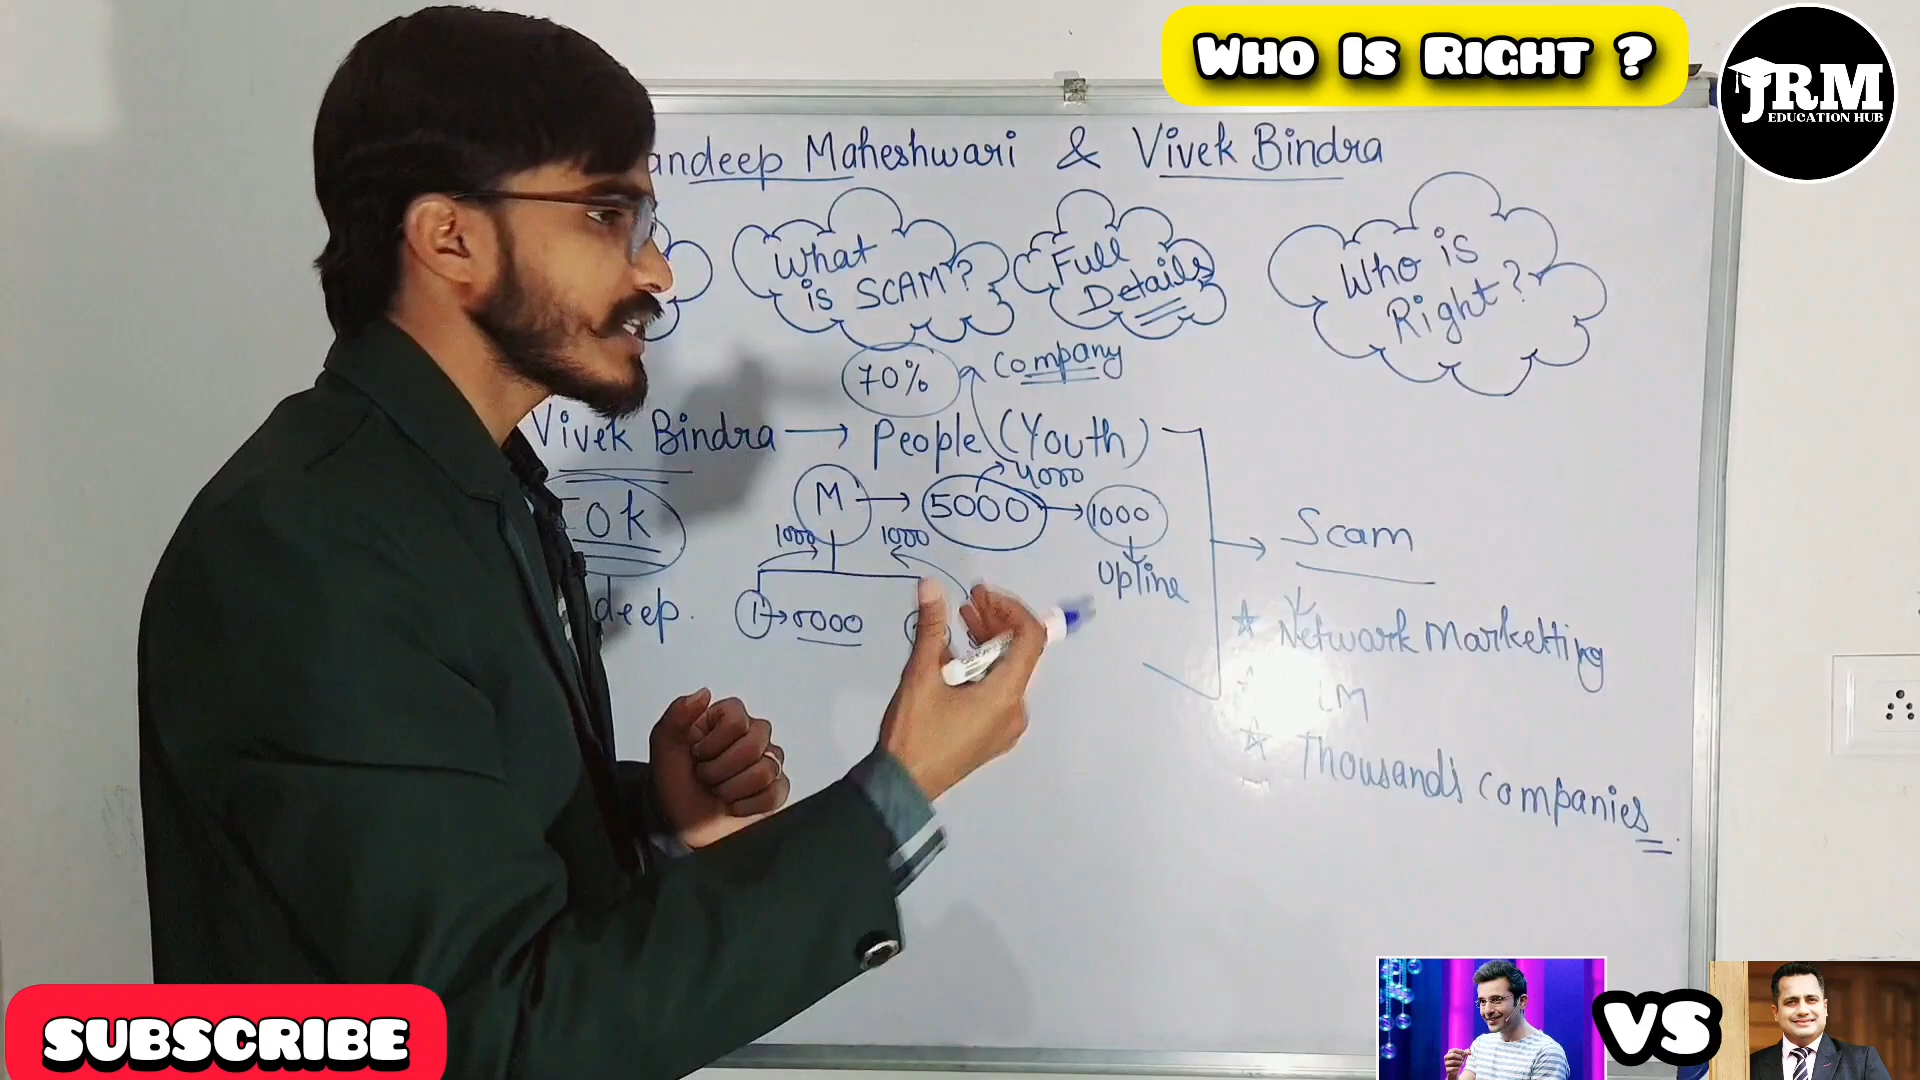 Who Is Right ?
JRM
EDUCATION HUB
andeep Maheshwari & Vivek Bindra
What
is SCAM?
Full
Details
Who is
Right?
70%
Company
Vivek Bindra → People (Youth)
4000
M → 5000 → 1000
1000
1000
Upline
Scam
deep.
1 → 5000
Network Marketting
LM
Thousands Companies
SUBSCRIBE
VS